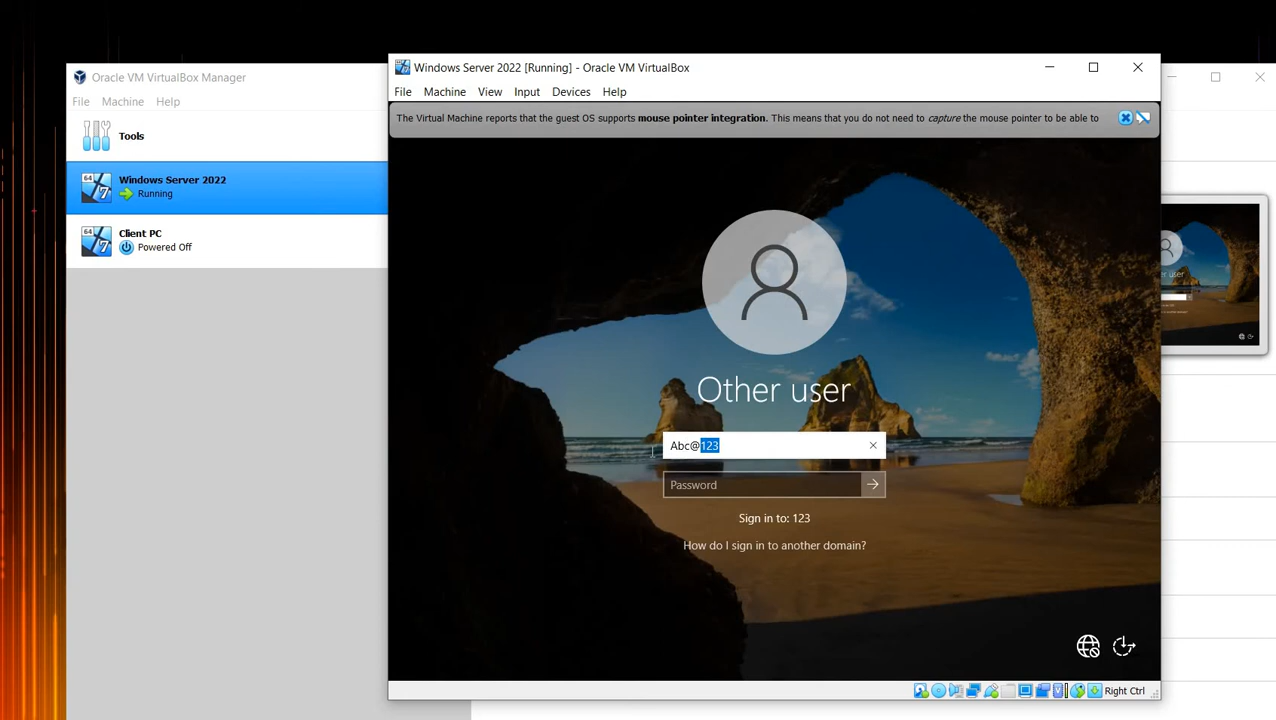 Oracle VM VirtualBox Manager
File Machine Help
Tools
64
Windows Server 2022
Running
64
Client PC
Powered Off
Windows Server 2022 [Running] - Oracle VM VirtualBox
File Machine View Input Devices Help
The Virtual Machine reports that the guest OS supports mouse pointer integration. This means that you do not need to capture the mouse pointer to be able to
Other user
Abc@123
Password
Sign in to: 123
How do I sign in to another domain?
Right Ctrl